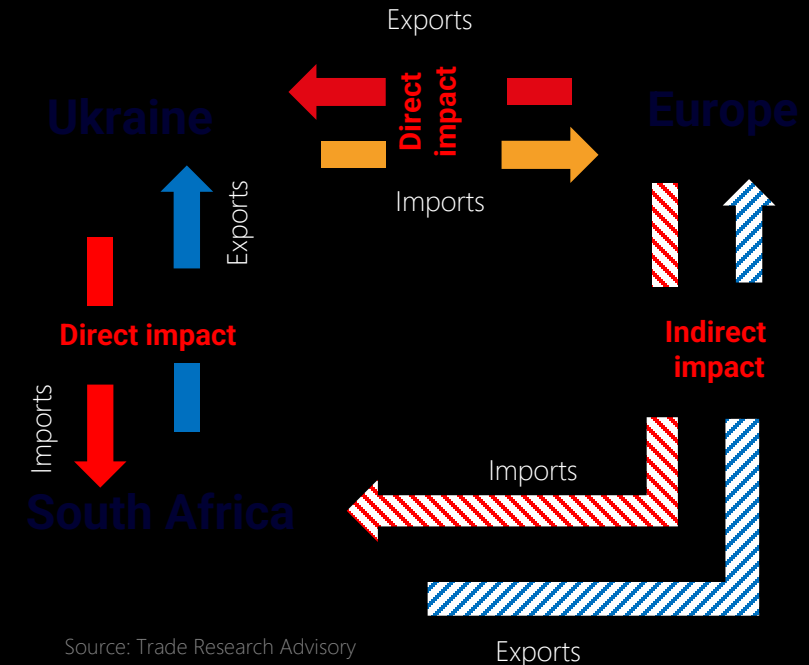 Exports
Ukraine
Direct
impact
Europe
Imports
Exports
Direct impact
Indirect
impact
Imports
Imports
South Africa
Source: Trade Research Advisory
Exports